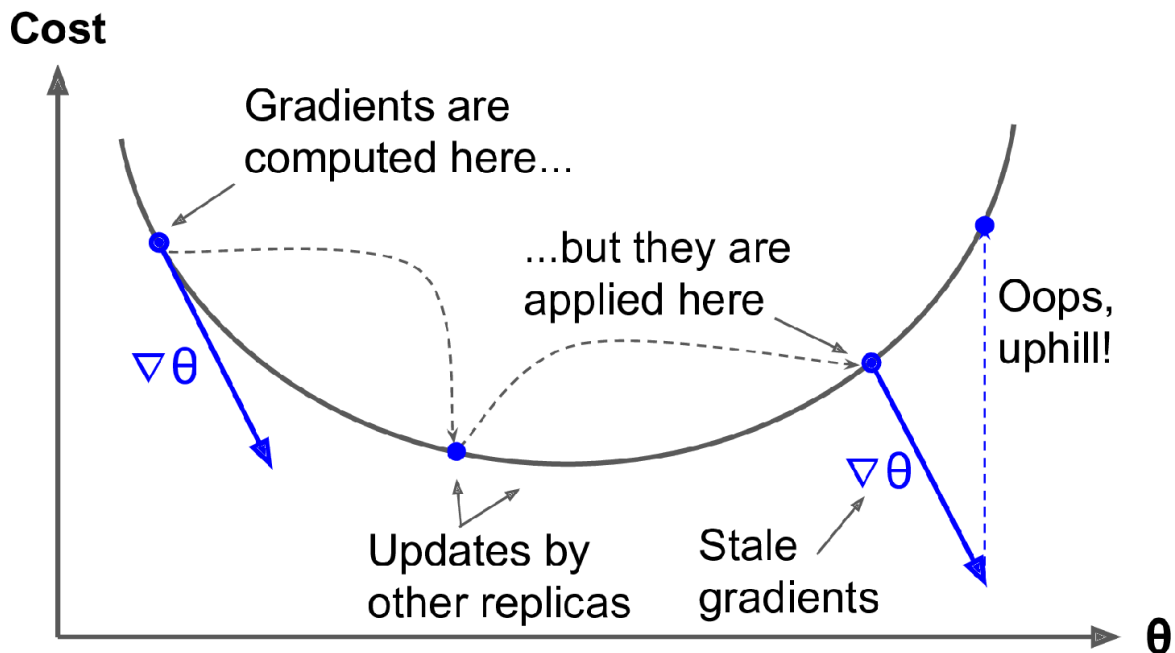 Cost
Gradients are
computed here...
...but they are
applied here
Oops,
uphill!
∇θ
∇θ
Updates by
other replicas
Stale
gradients
θ